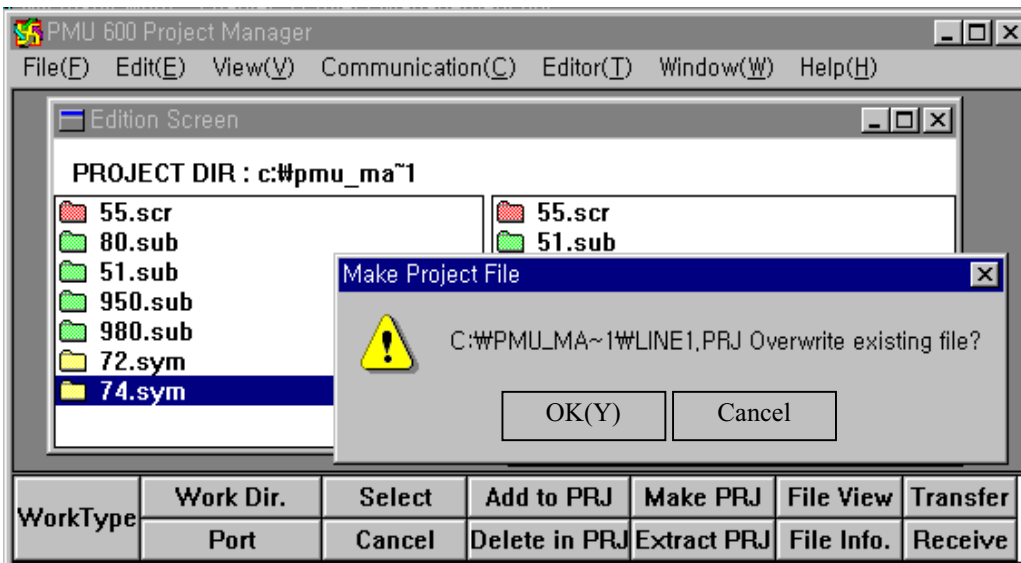 PMU 600 Project Manager
File(F) Edit(E) View(V) Communication(C) Editor(T) Window(W) Help(H)
Edition Screen
PROJECT DIR : c:₩pmu_ma~1
55.scr
80.sub
51.sub
950.sub
980.sub
72.sym
74.sym
55.scr
51.sub
Make Project File
C:₩PMU_MA~1₩LINE1.PRJ Overwrite existing file?
OK(Y) Cancel
WorkType
Work Dir. Select Add to PRJ Make PRJ File View Transfer
Port Cancel Delete in PRJ Extract PRJ File Info. Receive